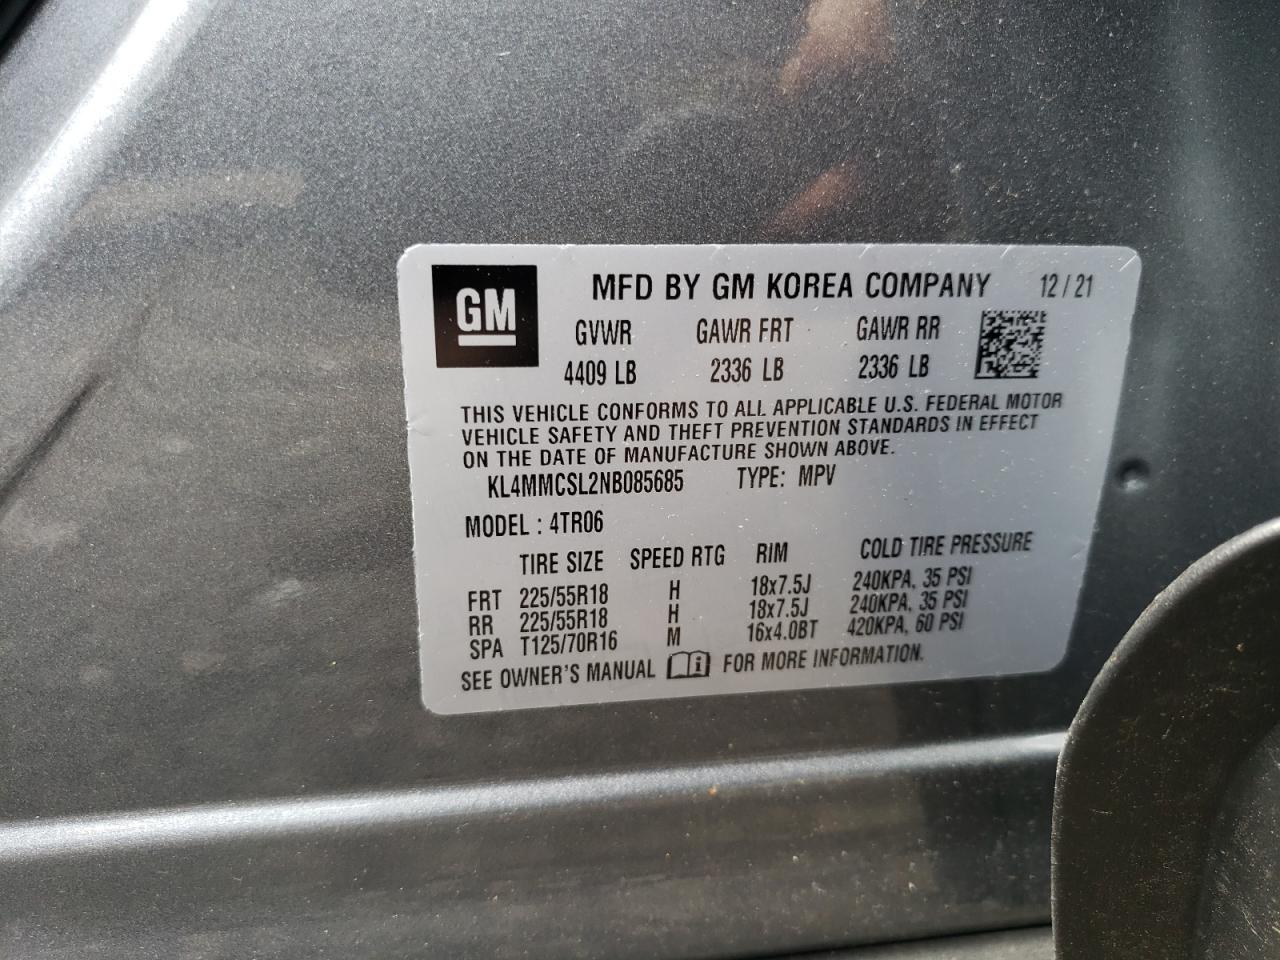 GM
MFD BY GM KOREA COMPANY 12/21
GVWR GAWR FRT GAWR RR
4409 LB 2336 LB 2336 LB
THIS VEHICLE CONFORMS TO ALL APPLICABLE U.S. FEDERAL MOTOR
VEHICLE SAFETY AND THEFT PREVENTION STANDARDS IN EFFECT
ON THE DATE OF MANUFACTURE SHOWN ABOVE.
KL4MMCSL2NB085685 TYPE: MPV
MODEL : 4TR06
TIRE SIZE SPEED RTG RIM COLD TIRE PRESSURE
FRT 225/55R18 H 18x7.5J 240KPA, 35 PSI
RR 225/55R18 H 18x7.5J 240KPA, 35 PSI
SPA T125/70R16 M 16x4.0BT 420KPA, 60 PSI
SEE OWNER'S MANUAL i FOR MORE INFORMATION.